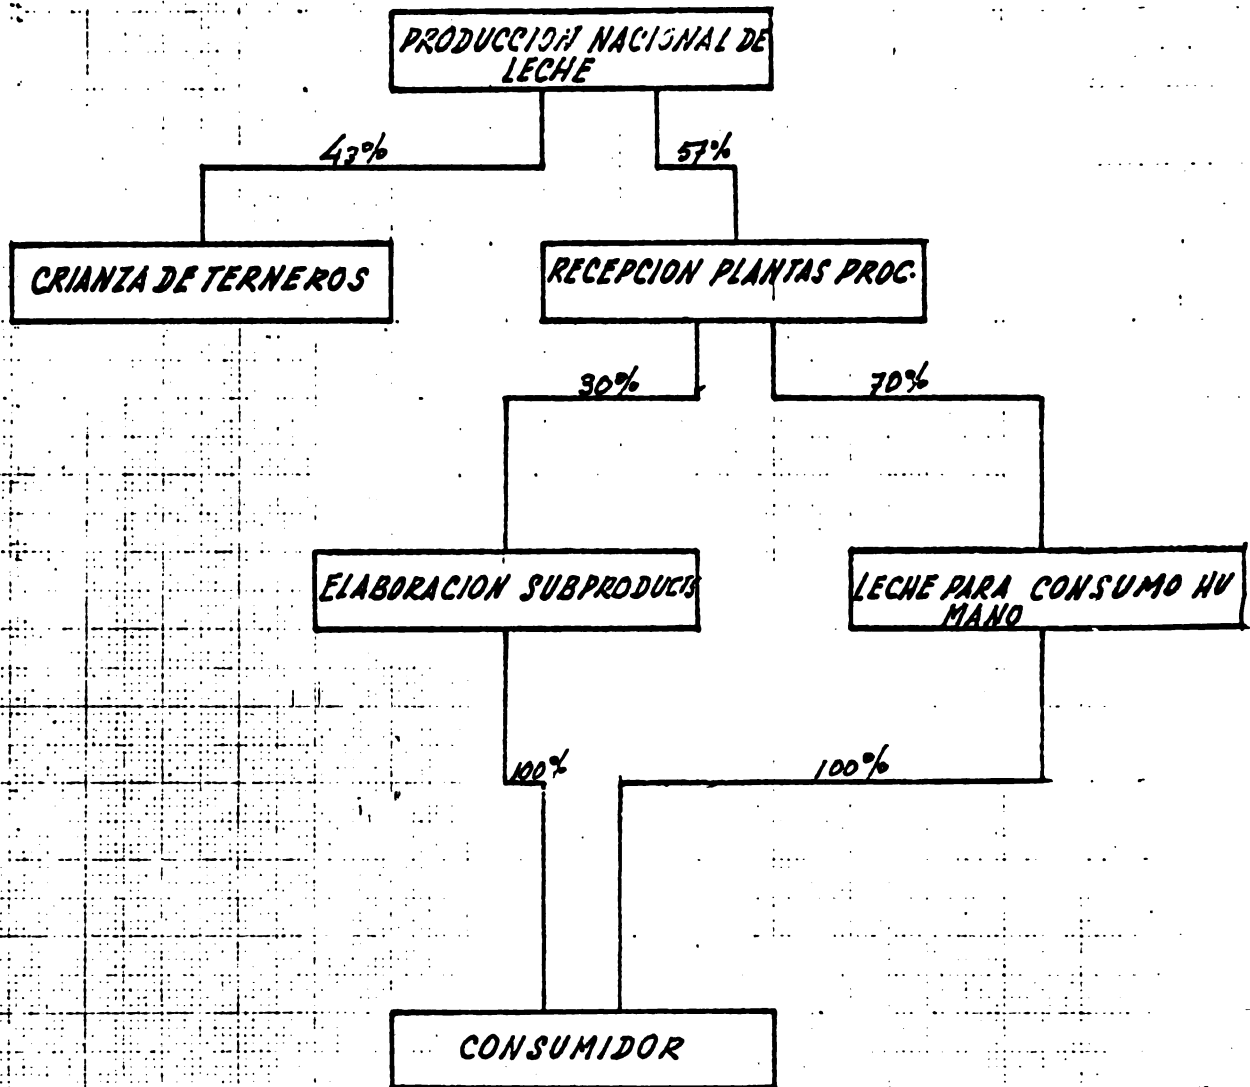 PRODUCCION NACIONAL DE
LECHE
43%
57%
CRIANZA DE TERNEROS
RECEPCION PLANTAS PROC.
30%
70%
ELABORACION SUBPRODUCTS
LECHE PARA CONSUMO HU
MANO
100%
100%
CONSUMIDOR